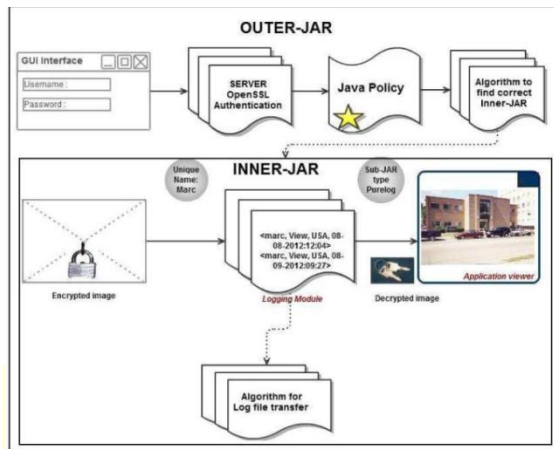 OUTER-JAR
GUI Interface
Username :
Password :
SERVER
OpenSSL
Authentication
Java Policy
Algorithm to
find correct
Inner-JAR
Unique
Name:
Marc
INNER-JAR
Sub-JAR
type
Purelog
<marc, View, USA, 08-
08-2012:12:04>
<marc, View, USA, 08-
09-2012:09:27>
Encrypted image
Logging Module
Decrypted image
Application viewer
Algorithm for
Log file transfer